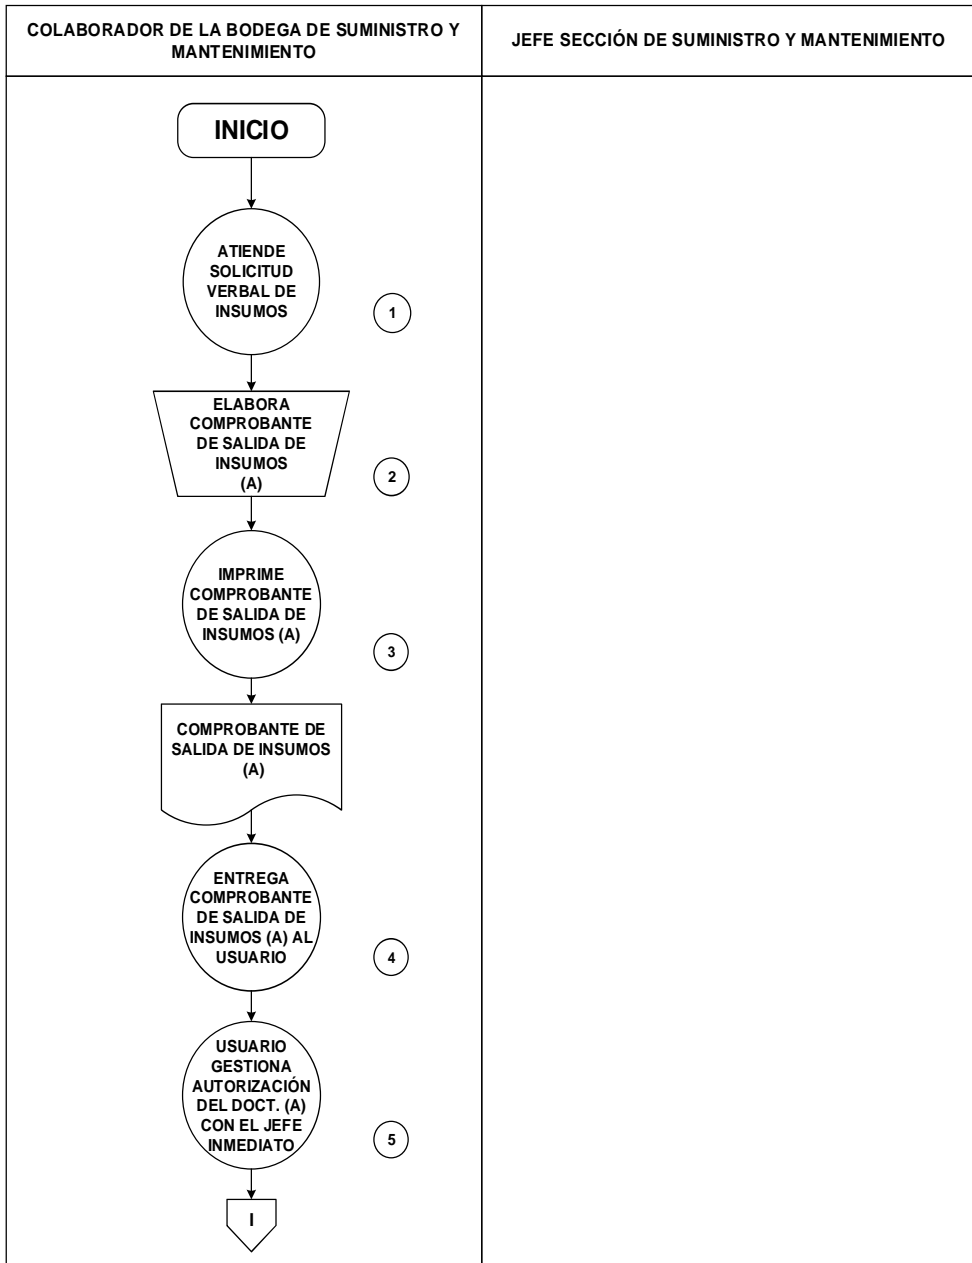 COLABORADOR DE LA BODEGA DE SUMINISTRO Y
MANTENIMIENTO
JEFE SECCIÓN DE SUMINISTRO Y MANTENIMIENTO
INICIO
ATIENDE
SOLICITUD
VERBAL DE
INSUMOS
1
ELABORA
COMPROBANTE
DE SALIDA DE
INSUMOS
(A)
2
IMPRIME
COMPROBANTE
DE SALIDA DE
INSUMOS (A)
3
COMPROBANTE DE
SALIDA DE INSUMOS
(A)
ENTREGA
COMPROBANTE
DE SALIDA DE
INSUMOS (A) AL
USUARIO
4
USUARIO
GESTIONA
AUTORIZACIÓN
DEL DOCT. (A)
CON EL JEFE
INMEDIATO
5
I